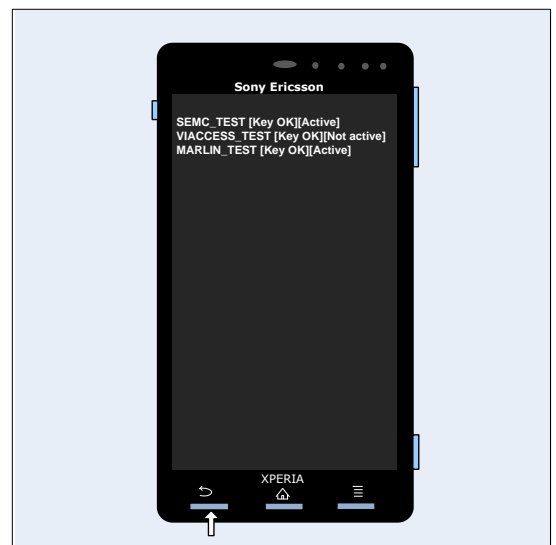 Sony Ericsson
SEMC_TEST [Key OK][Active]
VIACCESS_TEST [Key OK][Not active]
MARLIN_TEST [Key OK][Active]
XPERIA